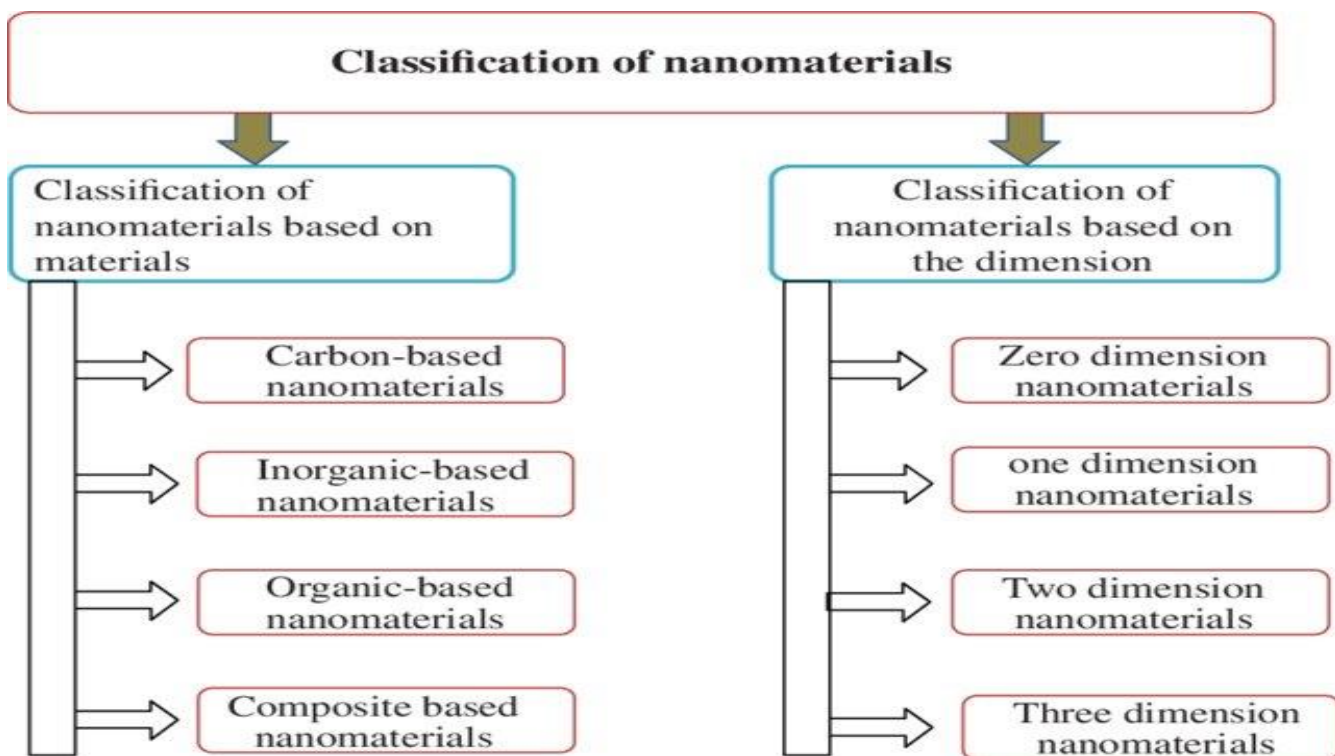 Classification of nanomaterials
Classification of
nanomaterials based on
materials
Carbon-based
nanomaterials
Inorganic-based
nanomaterials
Organic-based
nanomaterials
Composite based
nanomaterials
Classification of
nanomaterials based on
the dimension
Zero dimension
nanomaterials
one dimension
nanomaterials
Two dimension
nanomaterials
Three dimension
nanomaterials